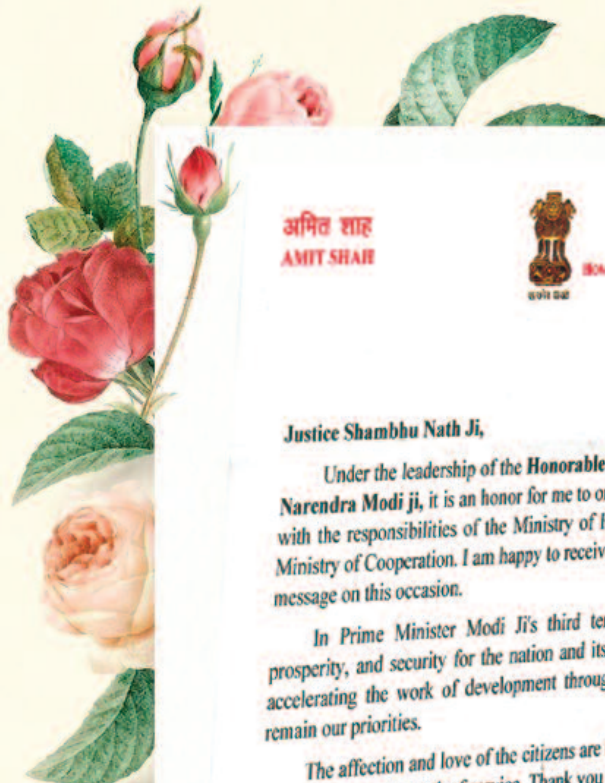 अमित शाह
AMIT SHAH
Justice Shambhu Nath Ji,
Under the leadership of the Honorable
Narendra Modi ji, it is an honor for me to
with the responsibilities of the Ministry of
Ministry of Cooperation. I am happy to receive
message on this occasion.
In Prime Minister Modi Ji's third
prosperity, and security for the nation and its
accelerating the work of development
remain our priorities.
The affection and love of the citizens are
Thank you